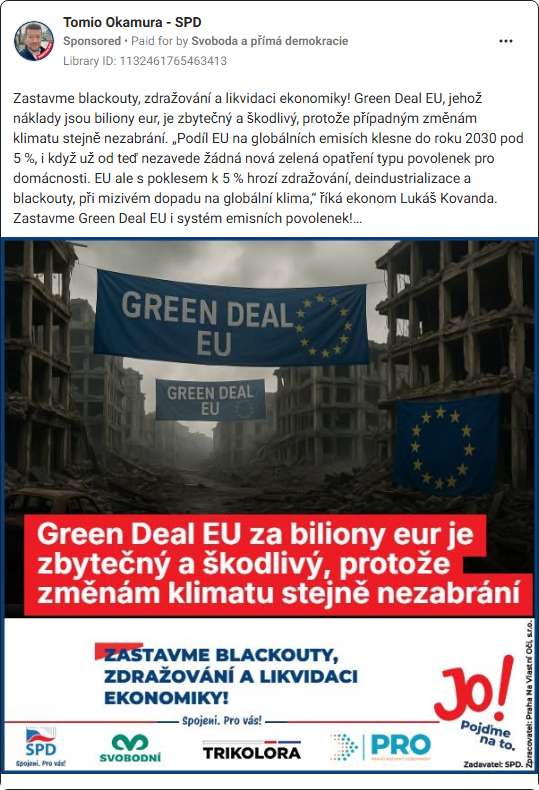 Tomio Okamura - SPD
Sponsored • Paid for by Svoboda a přímá demokracie
Library ID: 1132461765463413
Zastavme blackouty, zdražování a likvidaci ekonomiky! Green Deal EU, jehož
náklady jsou biliony eur, je zbytečný a škodlivý, protože případným změnám
klimatu stejně nezabrání. „Podíl EU na globálních emisích klesne do roku 2030 pod
5 %, i když už od teď nezavede žádná nová zelená opatření typu povolenek pro
domácnosti. EU ale s poklesem k 5 % hrozí zdražování, deindustrializace a
blackouty, při mizivém dopadu na globální klima,“ říká ekonom Lukáš Kovanda.
Zastavme Green Deal EU i systém emisních povolenek!...
GREEN DEAL
EU
GREEN DEAL
EU
Green Deal EU za biliony eur je
zbytečný a škodlivý, protože
změnám klimatu stejně nezabrání
ZASTAVME BLACKOUTY,
ZDRAŽOVÁNÍ A LIKVIDACI
EKONOMIKY!
Spojeni. Pro vás!
SPD
Spojeni. Pro vás!
SVOBODNÍ
TRIKOLORA
PRO
Jo!
Pojďme
na to.
Zadavatel: SPD.
Zpracovatel: Praha Na Vlastní Oči, s.r.o.